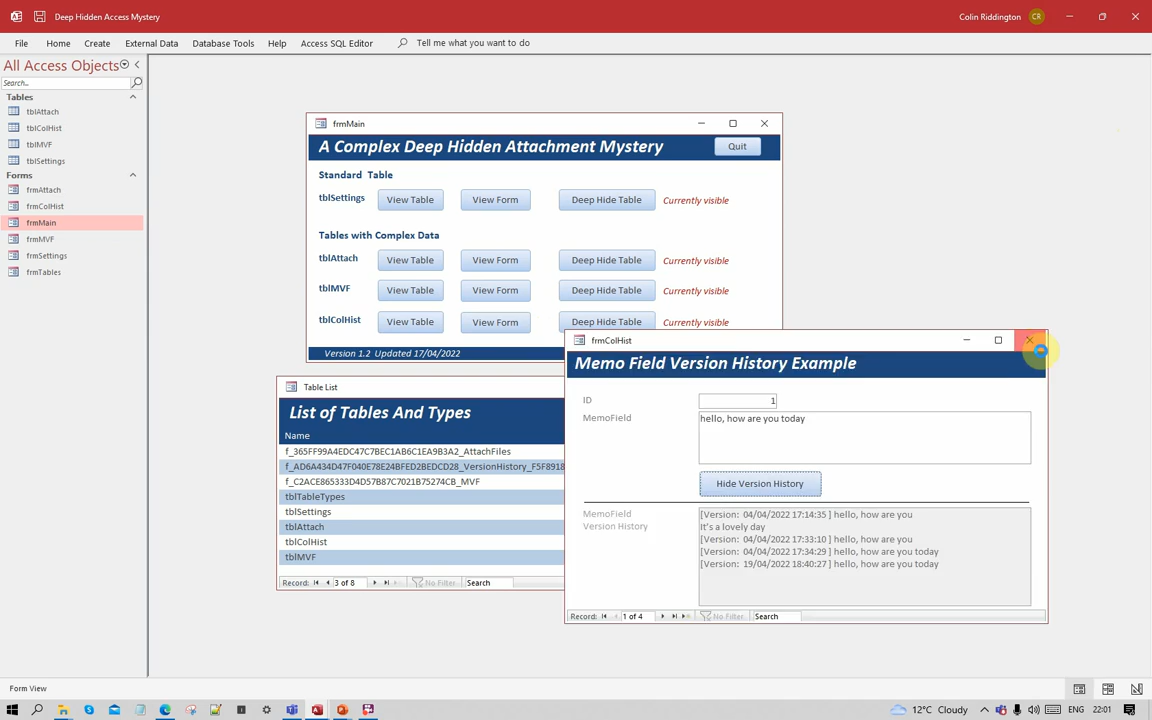 Deep Hidden Access Mystery
Colin Riddington CR
File Home Create External Data Database Tools Help Access SQL Editor Tell me what you want to do
All Access Objects
Search...
Tables
tblAttach
tblColHist
tblMVF
tblSettings
Forms
frmAttach
frmColHist
frmMain
frmMVF
frmSettings
frmTables
frmMain
A Complex Deep Hidden Attachment Mystery Quit
Standard Table
tblSettings View Table View Form Deep Hide Table Currently visible
Tables with Complex Data
tblAttach View Table View Form Deep Hide Table Currently visible
tblMVF View Table View Form Deep Hide Table Currently visible
tblColHist View Table View Form Deep Hide Table Currently visible
Version 1.2 Updated 17/04/2022
Table List
List of Tables And Types
Name
f_365FF99A4EDC47C7BEC1AB6C1EA9B3A2_AttachFiles
f_AD6A434D47F040E78E24BFED2BEDCD28_VersionHistory_F5F8918
f_C2ACE865333D4D57B87C7021B75274CB_MVF
tblTableTypes
tblSettings
tblAttach
tblColHist
tblMVF
Record: 3 of 8 No Filter Search
frmColHist
Memo Field Version History Example
ID 1
MemoField hello, how are you today
Hide Version History
MemoField
Version History
[Version: 04/04/2022 17:14:35 ] hello, how are you
It's a lovely day
[Version: 04/04/2022 17:33:10 ] hello, how are you
[Version: 04/04/2022 17:34:29 ] hello, how are you today
[Version: 19/04/2022 18:40:27 ] hello, how are you today
Record: 1 of 4 No Filter Search
Form View
12°C Cloudy ENG 22:01